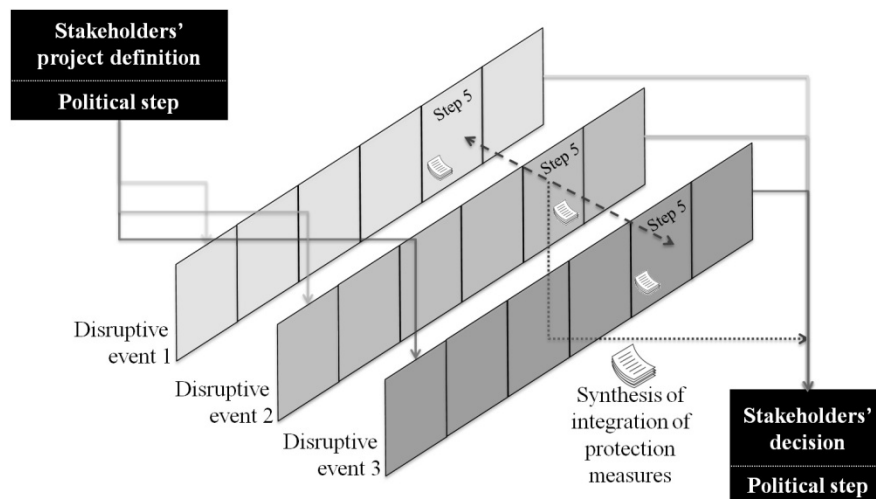 Stakeholders'
project definition
Political step
Step 5
Step 5
Step 5
Disruptive
event 1
Disruptive
event 2
Disruptive
event 3
Synthesis of
integration of
protection
measures
Stakeholders'
decision
Political step